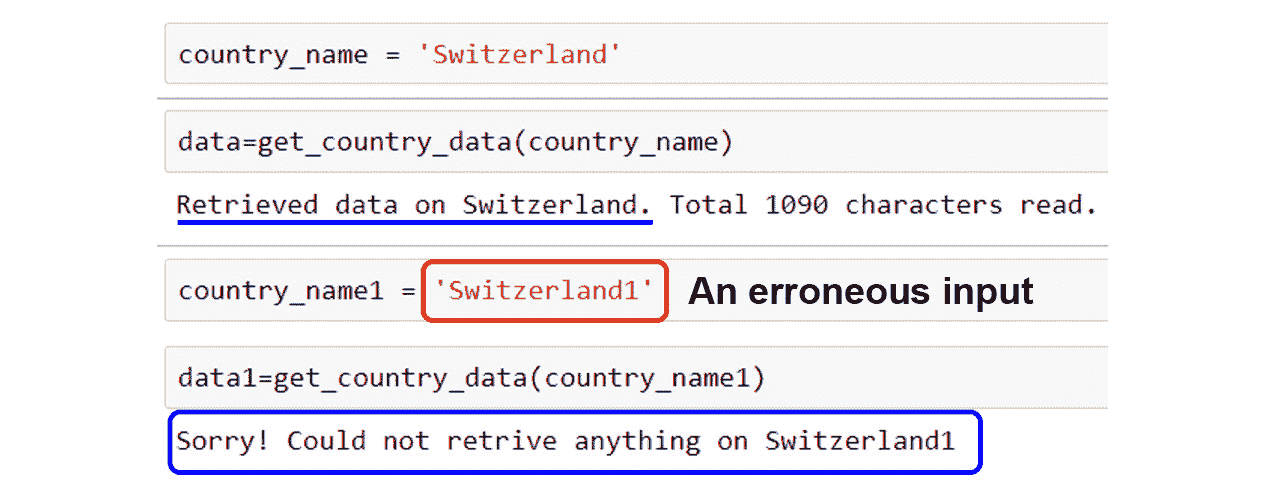 country_name = 'Switzerland'
data=get_country_data(country_name)
Retrieved data on Switzerland. Total 1090 characters read.
country_name1 = 'Switzerland1' An erroneous input
data1=get_country_data(country_name1)
Sorry! Could not retrive anything on Switzerland1